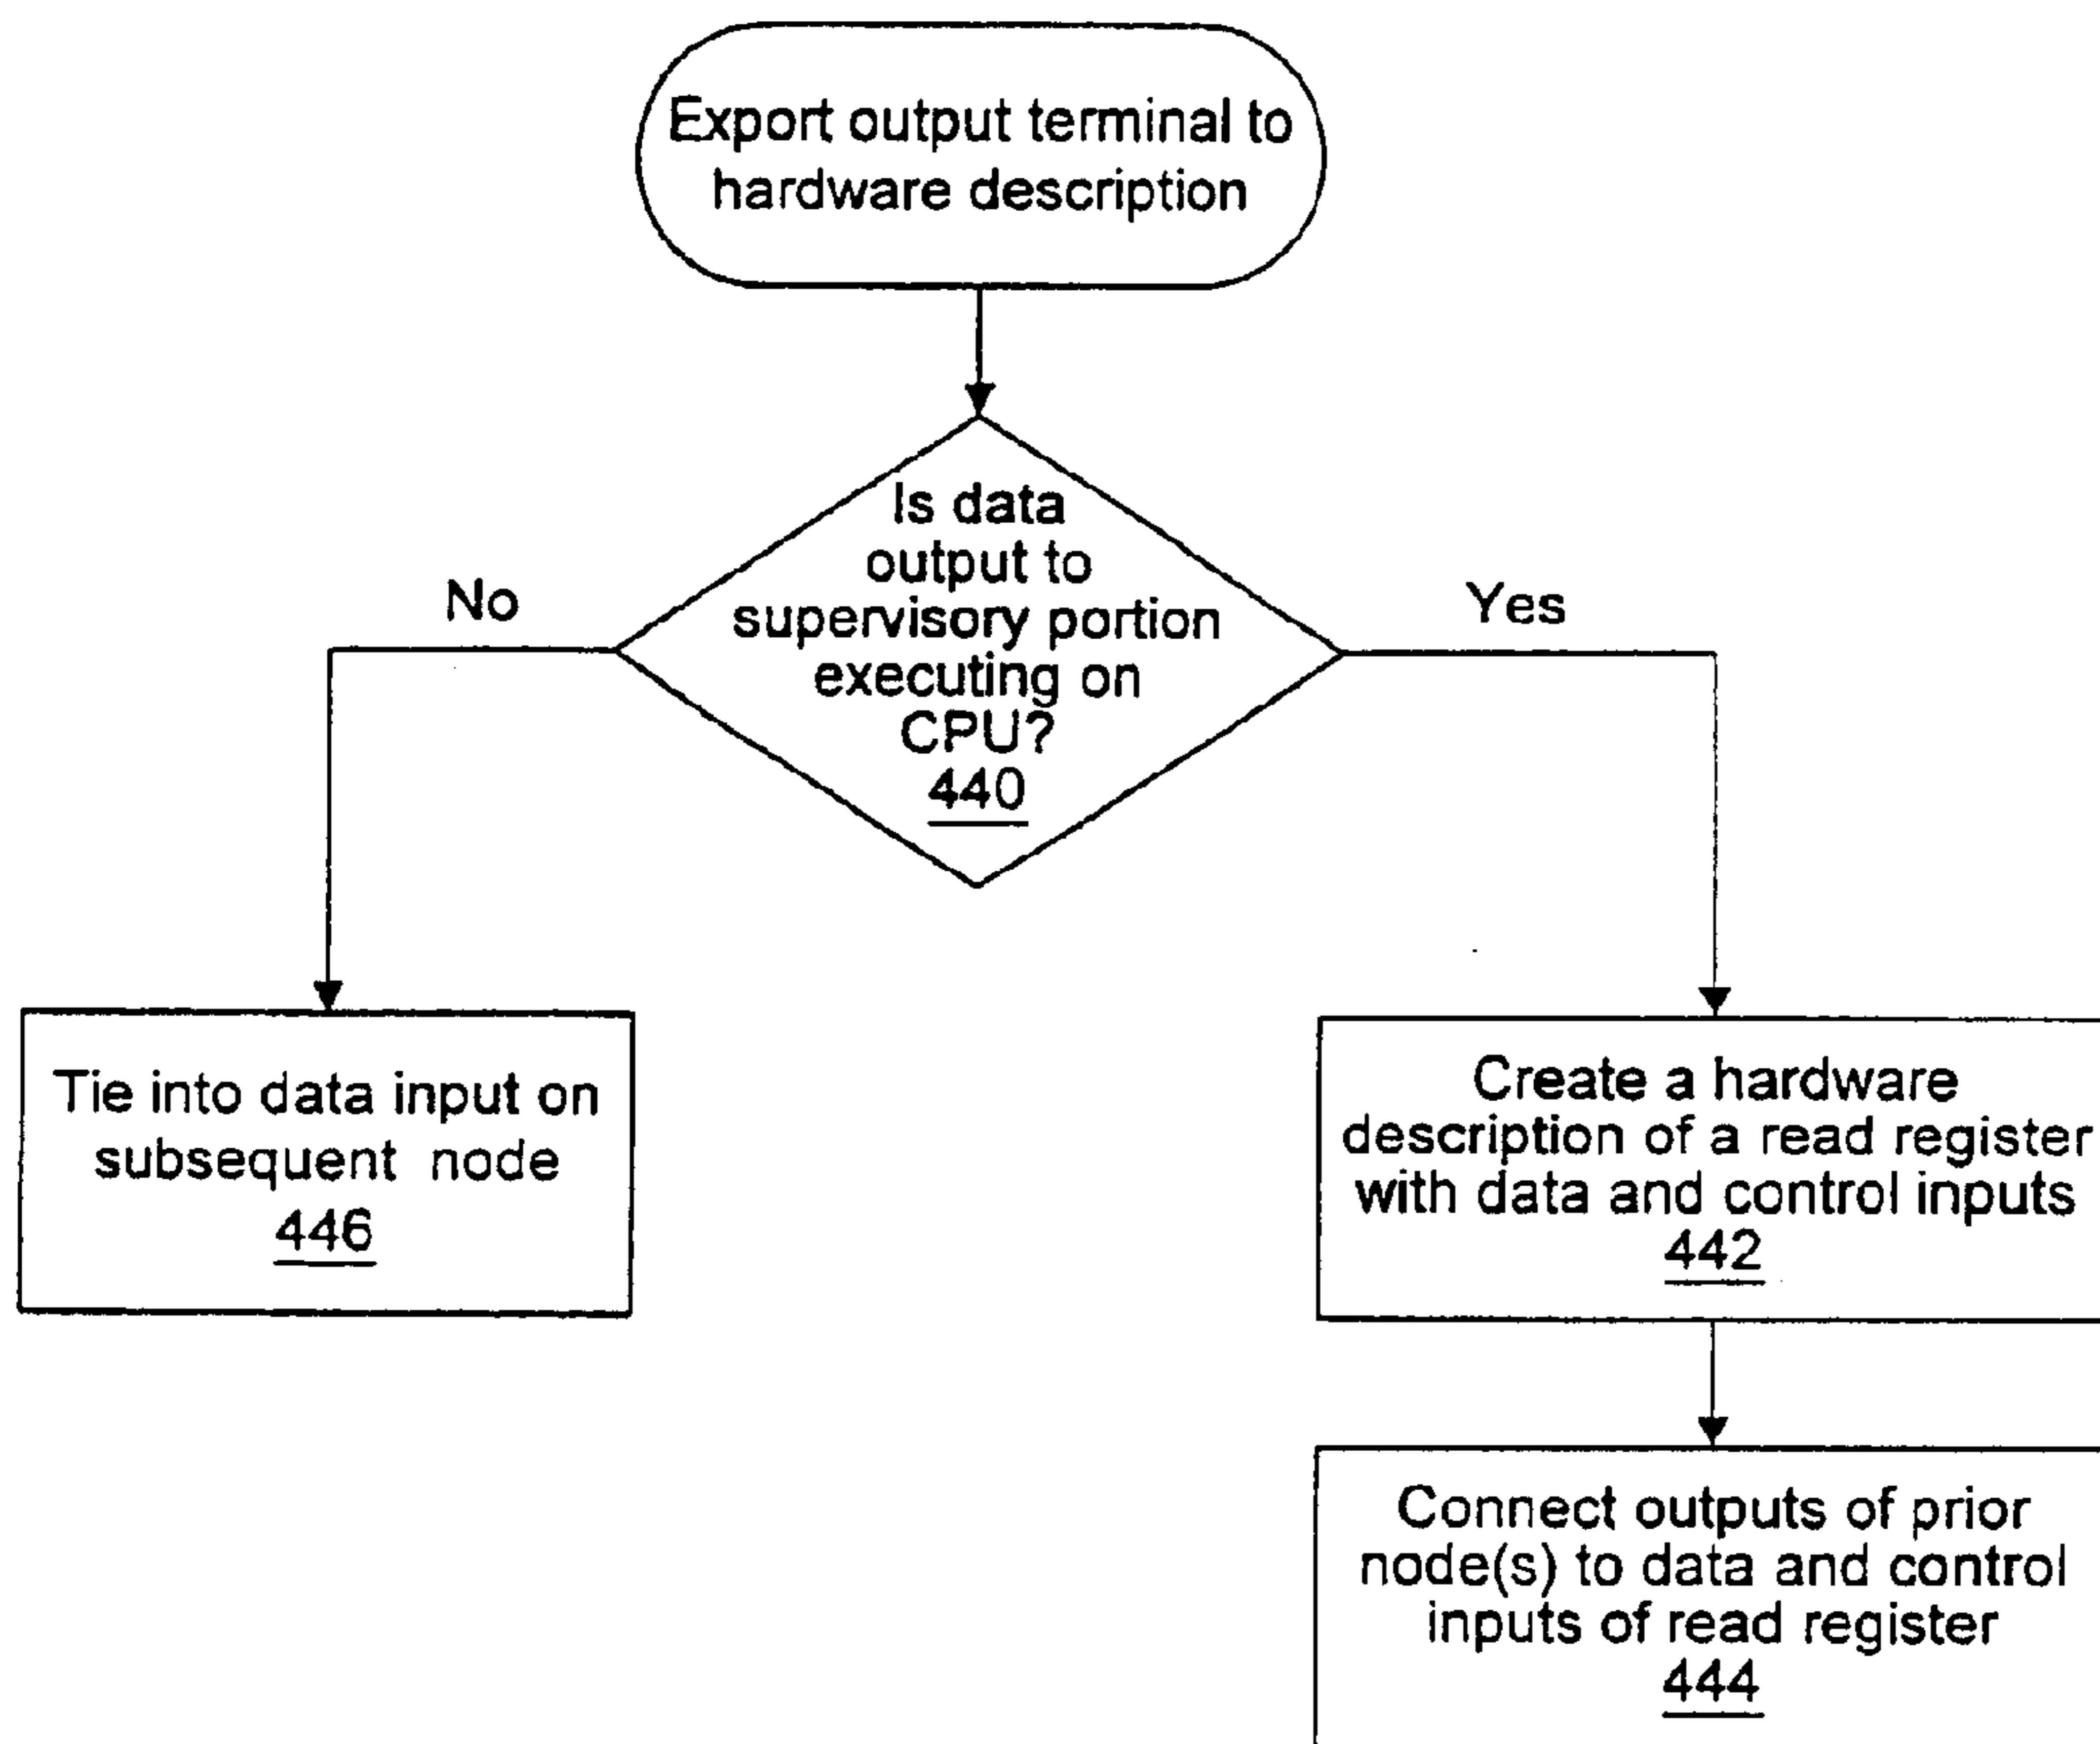 Export output terminal to
hardware description
Is data
output to
supervisory portion
executing on
CPU?
440
No
Yes
Tie into data input on
subsequent node
446
Create a hardware
description of a read register
with data and control inputs
442
Connect outputs of prior
node(s) to data and control
inputs of read register
444